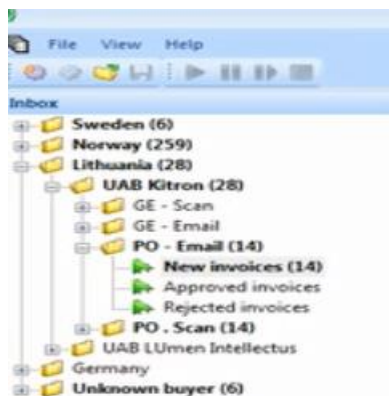 File View Help
Inbox
Sweden (6)
Norway (259)
Lithuania (28)
UAB Kitron (28)
GE - Scan
GE - Email
PO - Email (14)
New invoices (14)
Approved invoices
Rejected invoices
PO . Scan (14)
UAB LUmen Intellectus
Germany
Unknown buyer (6)